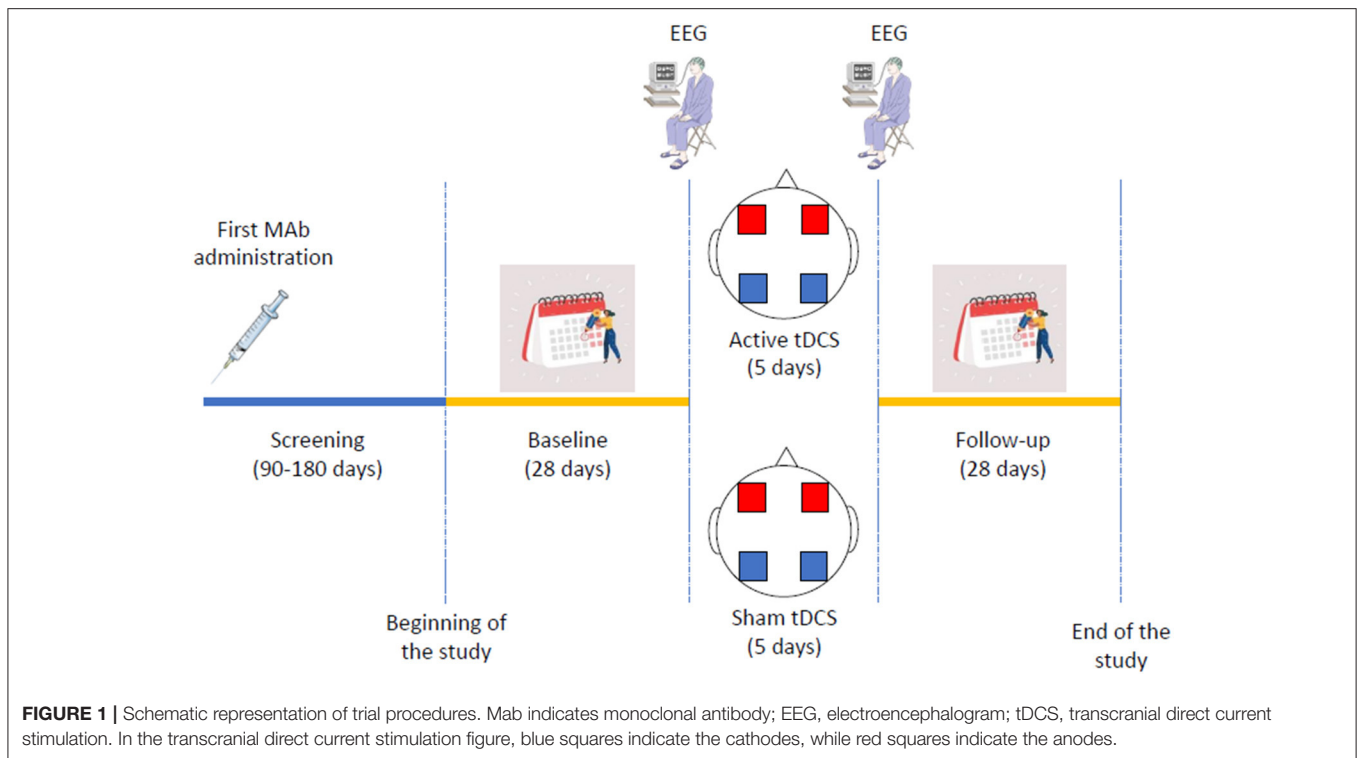 EEG
EEG
First MAb
administration
Active tDCS
(5 days)
Screening
(90-180 days)
Baseline
(28 days)
Follow-up
(28 days)
Sham tDCS
(5 days)
Beginning of
the study
End of the
study
FIGURE 1 | Schematic representation of trial procedures. Mab indicates monoclonal antibody; EEG, electroencephalogram; tDCS, transcranial direct current
stimulation. In the transcranial direct current stimulation figure, blue squares indicate the cathodes, while red squares indicate the anodes.